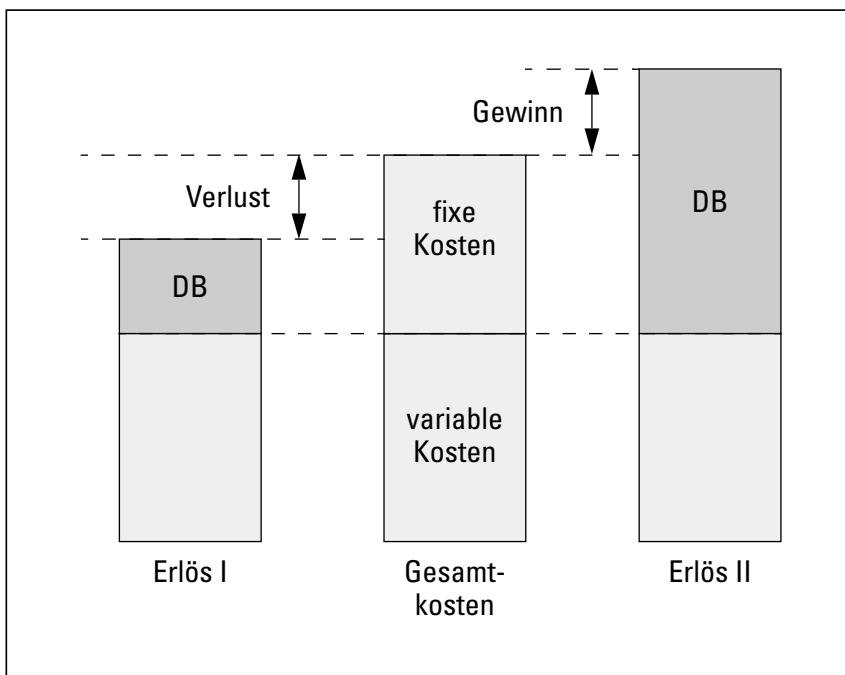 Gewinn
Verlust
fixe
Kosten
DB
DB
variable
Kosten
Erlös I
Gesamt-
kosten
Erlös II